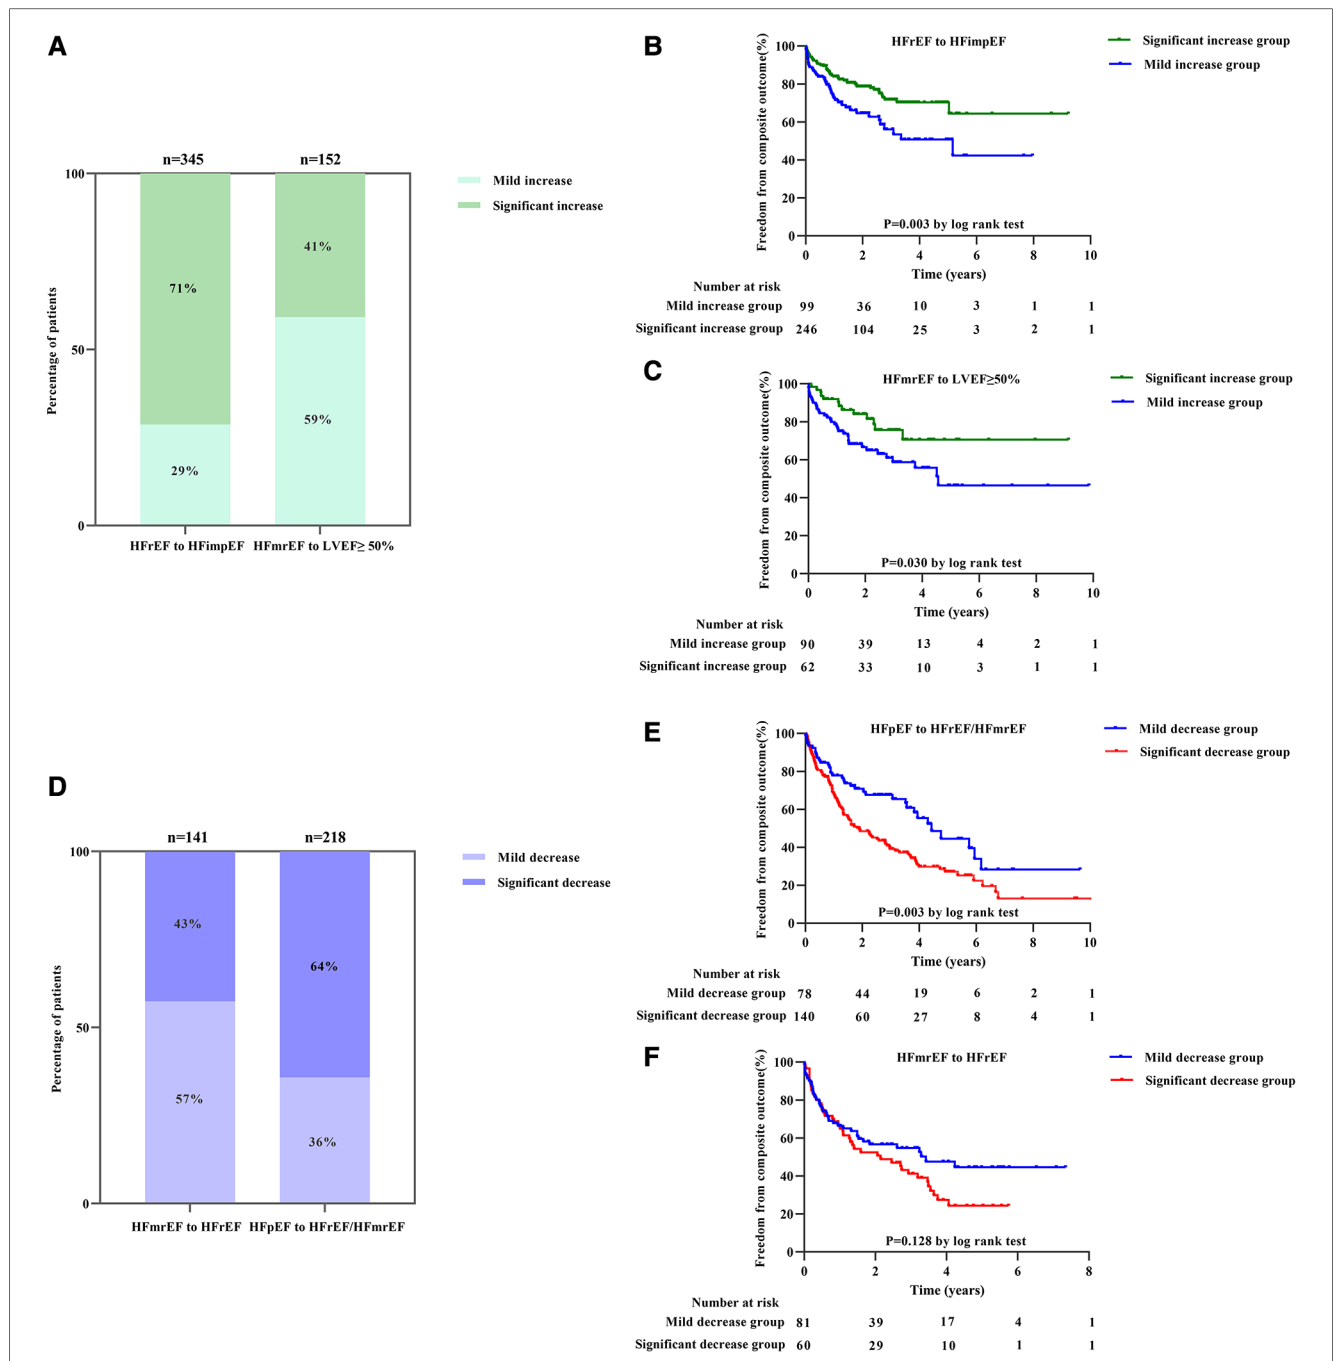 A
n=345 n=152
100
50
0
Percentage of patients
71%
29%
41%
59%
HFrEF to HFimpEF HFmrEF to LVEF≥ 50%
Mild increase
Significant increase
B
HFrEF to HFimpEF
Significant increase group
Mild increase group
Freedom from composite outcome(%)
100
80
60
40
20
0
P=0.003 by log rank test
0 2 4 6 8 10
Time (years)
Number at risk
Mild increase group 99 36 10 3 1 1
Significant increase group 246 104 25 3 2 1
C
HFmrEF to LVEF≥50%
Significant increase group
Mild increase group
Freedom from composite outcome(%)
100
80
60
40
20
0
P=0.030 by log rank test
0 2 4 6 8 10
Time (years)
Number at risk
Mild increase group 90 39 13 4 2 1
Significant increase group 62 33 10 3 1 1
D
n=141 n=218
100
50
0
Percentage of patients
43%
57%
64%
36%
HFmrEF to HFrEF HFpEF to HFrEF/HFmrEF
Mild decrease
Significant decrease
E
HFpEF to HFrEF/HFmrEF
Mild decrease group
Significant decrease group
Freedom from composite outcome(%)
100
80
60
40
20
0
P=0.003 by log rank test
0 2 4 6 8 10
Time (years)
Number at risk
Mild decrease group 78 44 19 6 2 1
Significant decrease group 140 60 27 8 4 1
F
HFmrEF to HFrEF
Mild decrease group
Significant decrease group
Freedom from composite outcome(%)
100
80
60
40
20
0
P=0.128 by log rank test
0 2 4 6 8
Time (years)
Number at risk
Mild decrease group 81 39 17 4 1
Significant decrease group 60 29 10 1 1